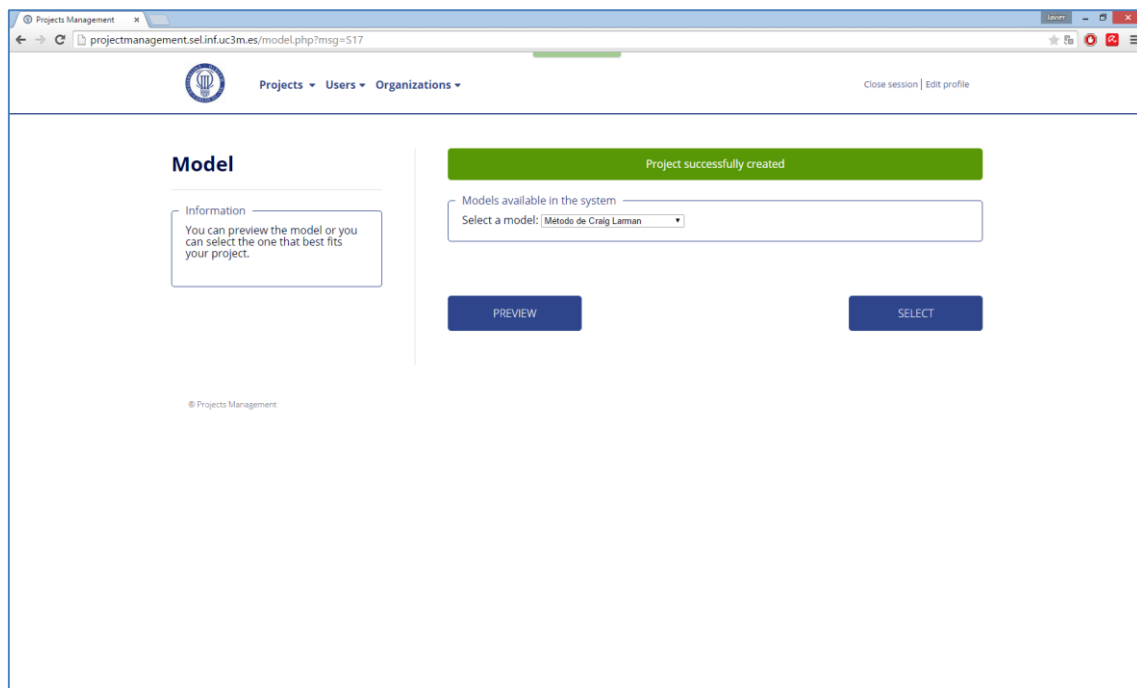 Projects Management
Javier
projectmanagement.sel.inf.uc3m.es/model.php?msg=S17
Projects Users Organizations
Close session | Edit profile
Model
Project successfully created
Information
You can preview the model or you
can select the one that best fits
your project.
Models available in the system
Select a model: Método de Craig Larman
PREVIEW
SELECT
® Projects Management